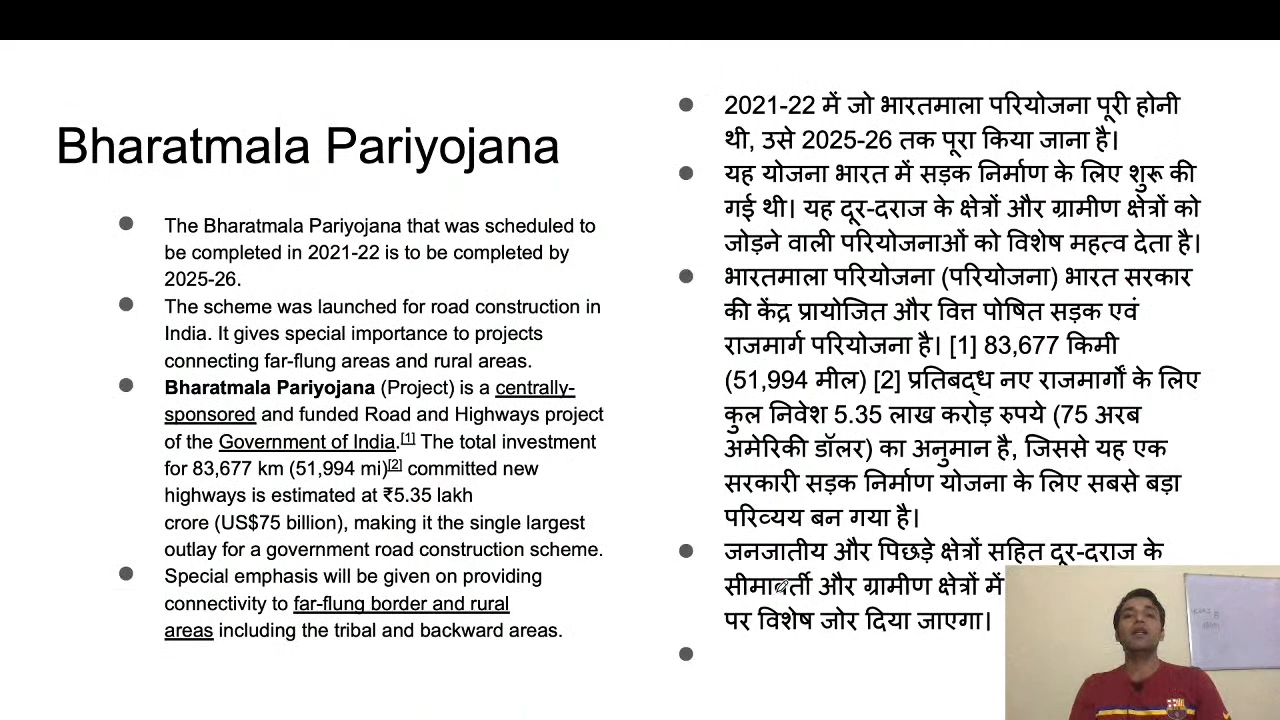 Bharatmala Pariyojana
The Bharatmala Pariyojana that was scheduled to
be completed in 2021-22 is to be completed by
2025-26.
The scheme was launched for road construction in
India. It gives special importance to projects
connecting far-flung areas and rural areas.
Bharatmala Pariyojana (Project) is a centrally-
sponsored and funded Road and Highways project
of the Government of India.[1] The total investment
for 83,677 km (51,994 mi)[2] committed new
highways is estimated at ₹5.35 lakh
crore (US$75 billion), making it the single largest
outlay for a government road construction scheme.
Special emphasis will be given on providing
connectivity to far-flung border and rural
areas including the tribal and backward areas.
2021-22 में जो भारतमाला परियोजना पूरी होनी
थी, उसे 2025-26 तक पूरा किया जाना है।
यह योजना भारत में सड़क निर्माण के लिए शुरू की
गई थी। यह दूर-दराज के क्षेत्रों और ग्रामीण क्षेत्रों को
जोड़ने वाली परियोजनाओं को विशेष महत्व देता है।
भारतमाला परियोजना (परियोजना) भारत सरकार
की केंद्र प्रायोजित और वित्त पोषित सड़क एवं
राजमार्ग परियोजना है। [1] 83,677 किमी
(51,994 मील) [2] प्रतिबद्ध नए राजमार्गों के लिए
कुल निवेश 5.35 लाख करोड़ रुपये (75 अरब
अमेरिकी डॉलर) का अनुमान है, जिससे यह एक
सरकारी सड़क निर्माण योजना के लिए सबसे बड़ा
परिव्यय बन गया है।
जनजातीय और पिछड़े क्षेत्रों सहित दूर-दराज के
सीमावर्ती और ग्रामीण क्षेत्रों में
पर विशेष जोर दिया जाएगा।